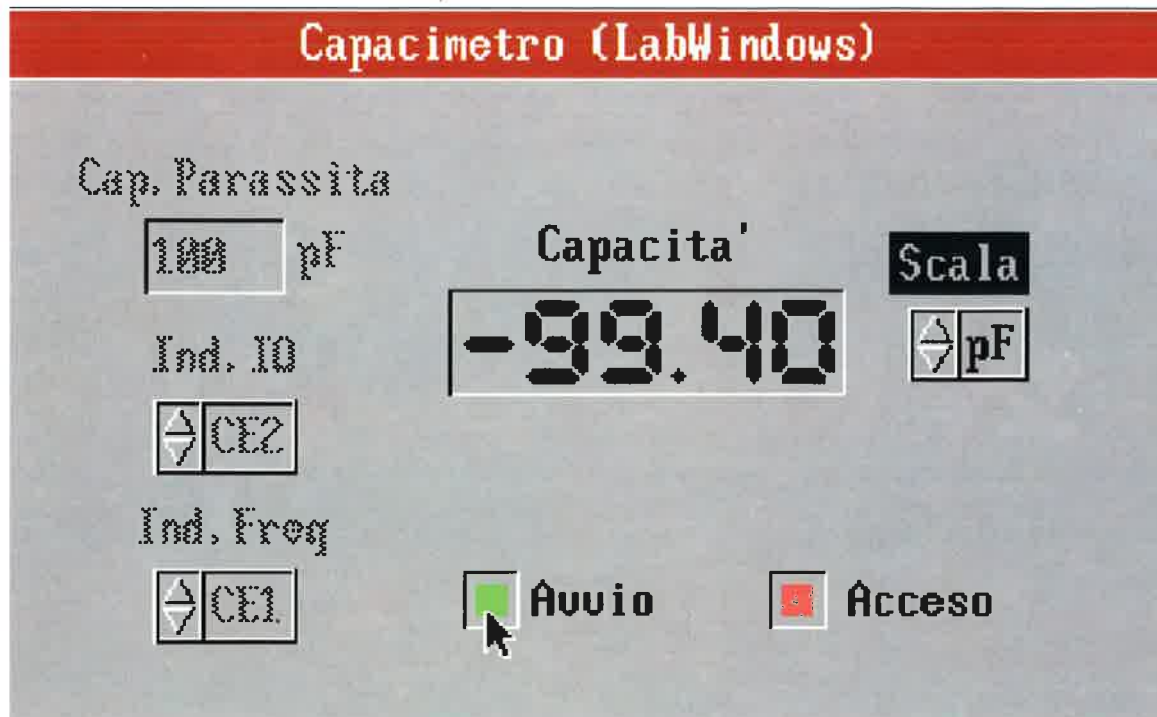 Capacimetro (LabWindows)
Cap. Parassita
100 pF
Capacita'
-99.40
Scala
pF
Ind. IO
CE2
Ind. Freq
CE1
Avvio
Acceso